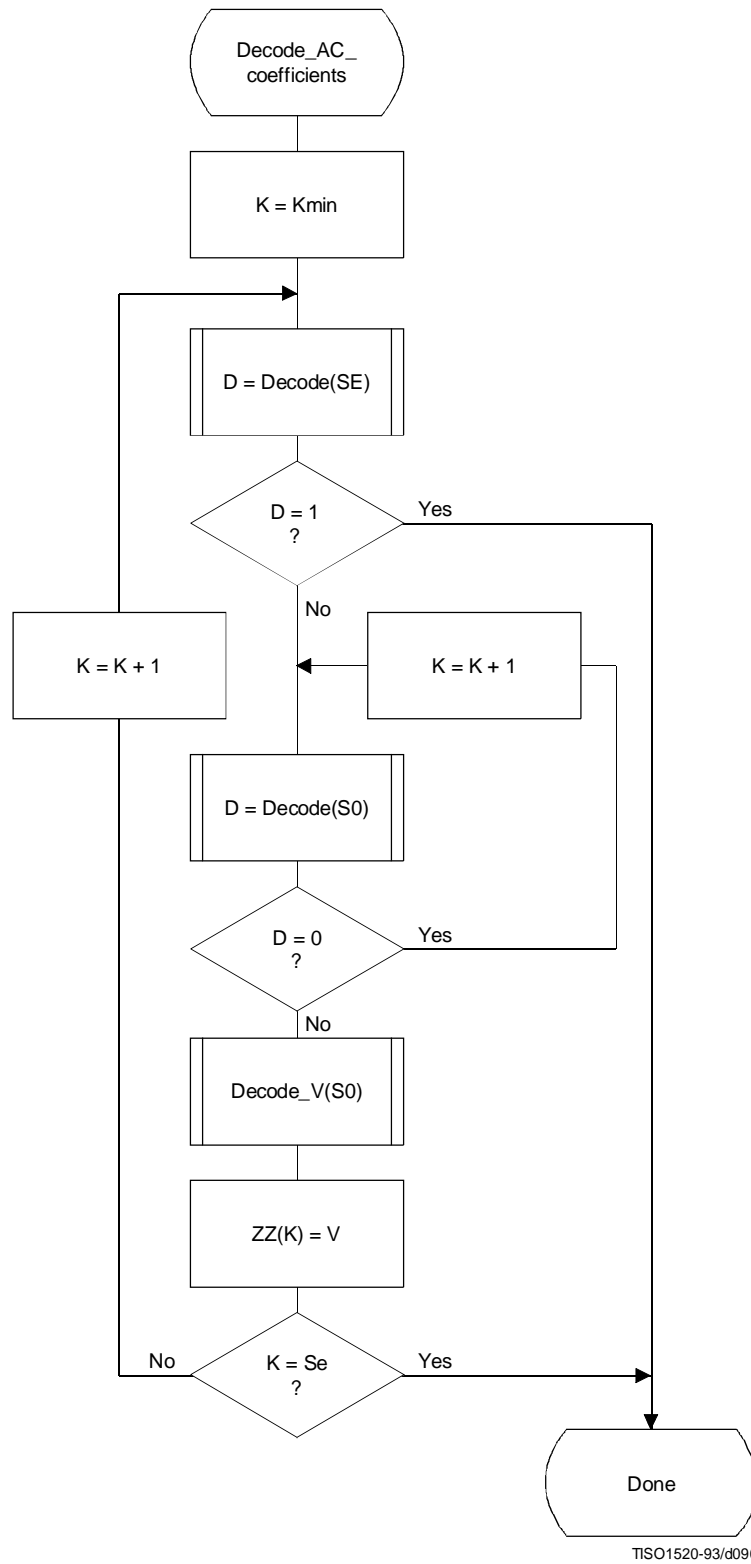 Decode_AC_
coefficients
K = Kmin
D = Decode(SE)
D = 1
?
Yes
No
K = K + 1
K = K + 1
D = Decode(S0)
D = 0
?
Yes
No
Decode_V(S0)
ZZ(K) = V
No
K = Se
?
Yes
Done